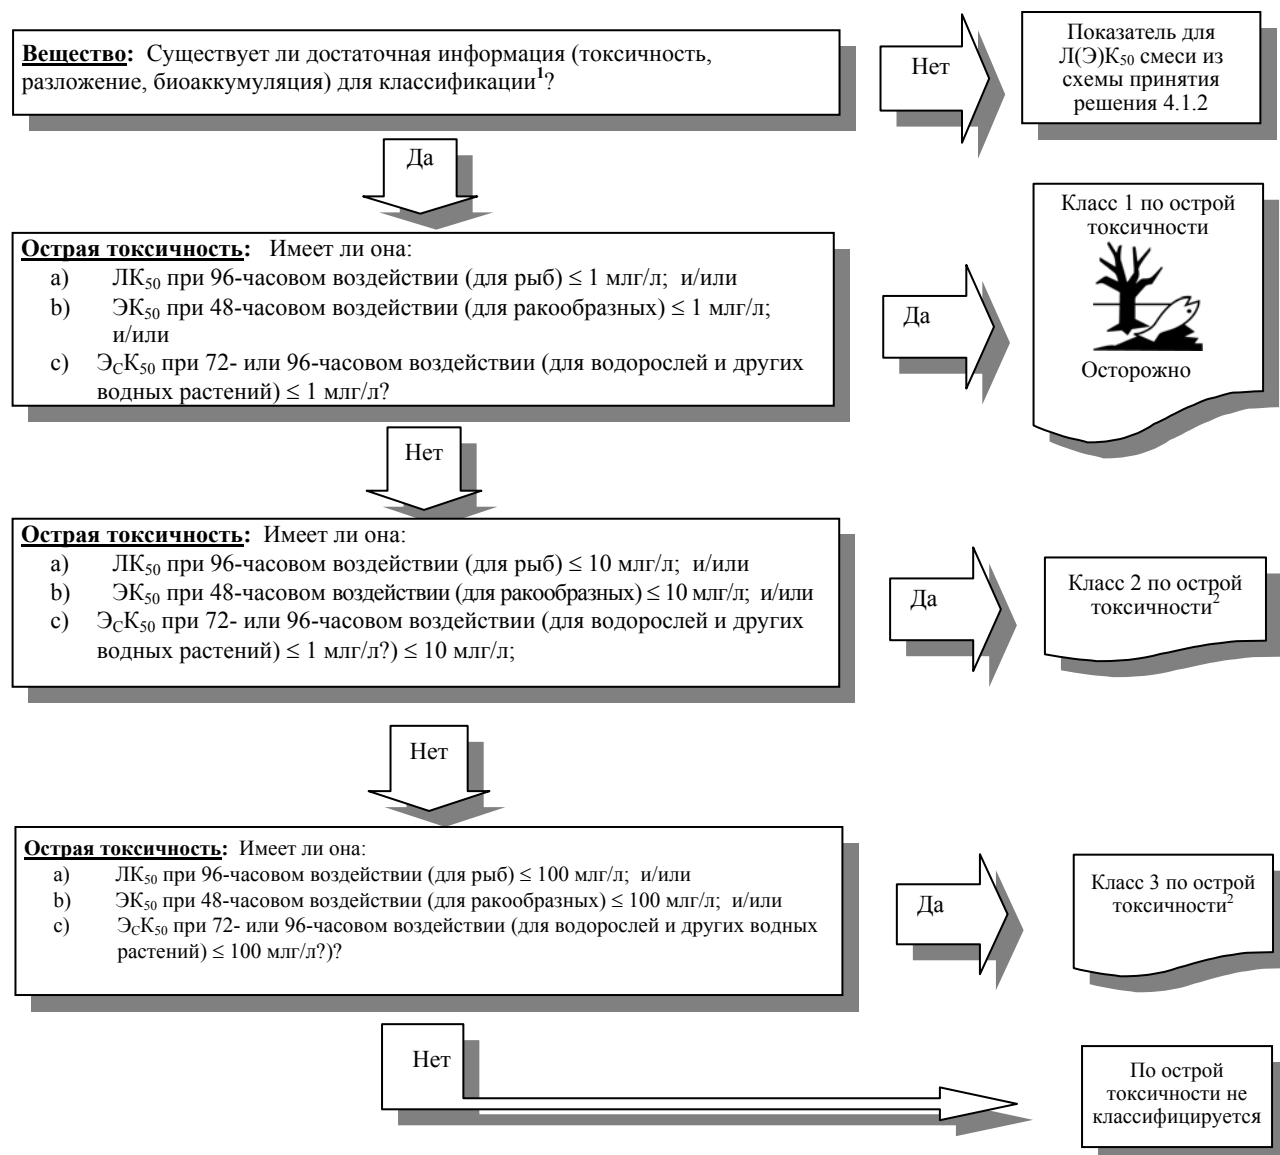 Вещество: Существует ли достаточная информация (токсичность,
разложение, биоаккумуляция) для классификации¹?
Нет
Показатель для
Л(Э)К₅₀ смеси из
схемы принятия
решения 4.1.2
Да
Острая токсичность: Имеет ли она:
a) ЛК₅₀ при 96-часовом воздействии (для рыб) ≤ 1 млг/л; и/или
b) ЭК₅₀ при 48-часовом воздействии (для ракообразных) ≤ 1 млг/л;
и/или
c) Э_СК₅₀ при 72- или 96-часовом воздействии (для водорослей и других
водных растений) ≤ 1 млг/л?
Да
Класс 1 по острой
токсичности
Осторожно
Нет
Острая токсичность: Имеет ли она:
a) ЛК₅₀ при 96-часовом воздействии (для рыб) ≤ 10 млг/л; и/или
b) ЭК₅₀ при 48-часовом воздействии (для ракообразных) ≤ 10 млг/л; и/или
c) Э_СК₅₀ при 72- или 96-часовом воздействии (для водорослей и других
водных растений) ≤ 1 млг/л?) ≤ 10 млг/л;
Да
Класс 2 по острой
токсичности²
Нет
Острая токсичность: Имеет ли она:
a) ЛК₅₀ при 96-часовом воздействии (для рыб) ≤ 100 млг/л; и/или
b) ЭК₅₀ при 48-часовом воздействии (для ракообразных) ≤ 100 млг/л; и/или
c) Э_СК₅₀ при 72- или 96-часовом воздействии (для водорослей и других водных
растений) ≤ 100 млг/л?)?
Да
Класс 3 по острой
токсичности²
Нет
По острой
токсичности не
классифицируется